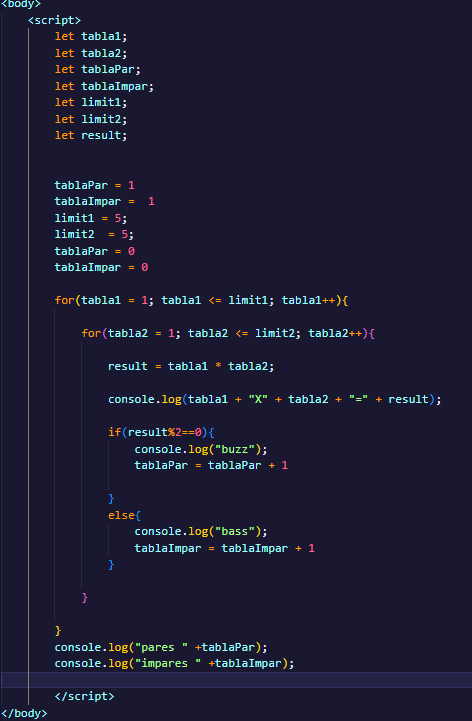 <body>
<script>
let tabla1;
let tabla2;
let tablaPar;
let tablaImpar;
let limit1;
let limit2;
let result;
tablaPar = 1
tablaImpar =  1
limit1 = 5;
limit2  = 5;
tablaPar = 0
tablaImpar = 0
for(tabla1 = 1; tabla1 <= limit1; tabla1++){
for(tabla2 = 1; tabla2 <= limit2; tabla2++){
result = tabla1 * tabla2;
console.log(tabla1 + "X" + tabla2 + "=" + result);
if(result%2==0){
console.log("buzz");
tablaPar = tablaPar + 1
}
else{
console.log("bass");
tablaImpar = tablaImpar + 1
}
}
}
console.log("pares " +tablaPar);
console.log("impares " +tablaImpar);
</script>
</body>